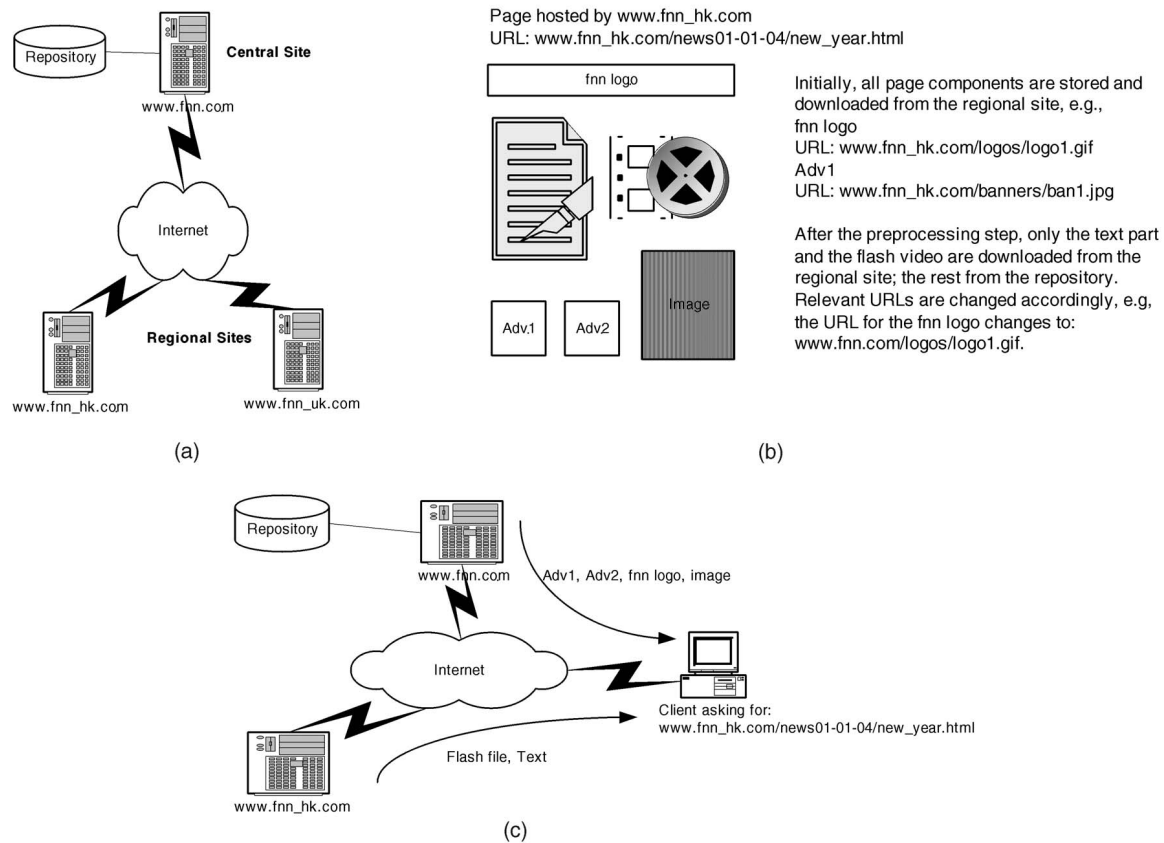 Repository
Central Site
www.fnn.com
Internet
Regional Sites
www.fnn_hk.com
www.fnn_uk.com
(a)
Page hosted by www.fnn_hk.com
URL: www.fnn_hk.com/news01-01-04/new_year.html
fnn logo
Adv.1
Adv2
Image
Initially, all page components are stored and
downloaded from the regional site, e.g.,
fnn logo
URL: www.fnn_hk.com/logos/logo1.gif
Adv1
URL: www.fnn_hk.com/banners/ban1.jpg
After the preprocessing step, only the text part
and the flash video are downloaded from the
regional site; the rest from the repository.
Relevant URLs are changed accordingly, e.g,
the URL for the fnn logo changes to:
www.fnn.com/logos/logo1.gif.
(b)
Repository
www.fnn.com
Adv1, Adv2, fnn logo, image
Internet
Client asking for:
www.fnn_hk.com/news01-01-04/new_year.html
Flash file, Text
www.fnn_hk.com
(c)